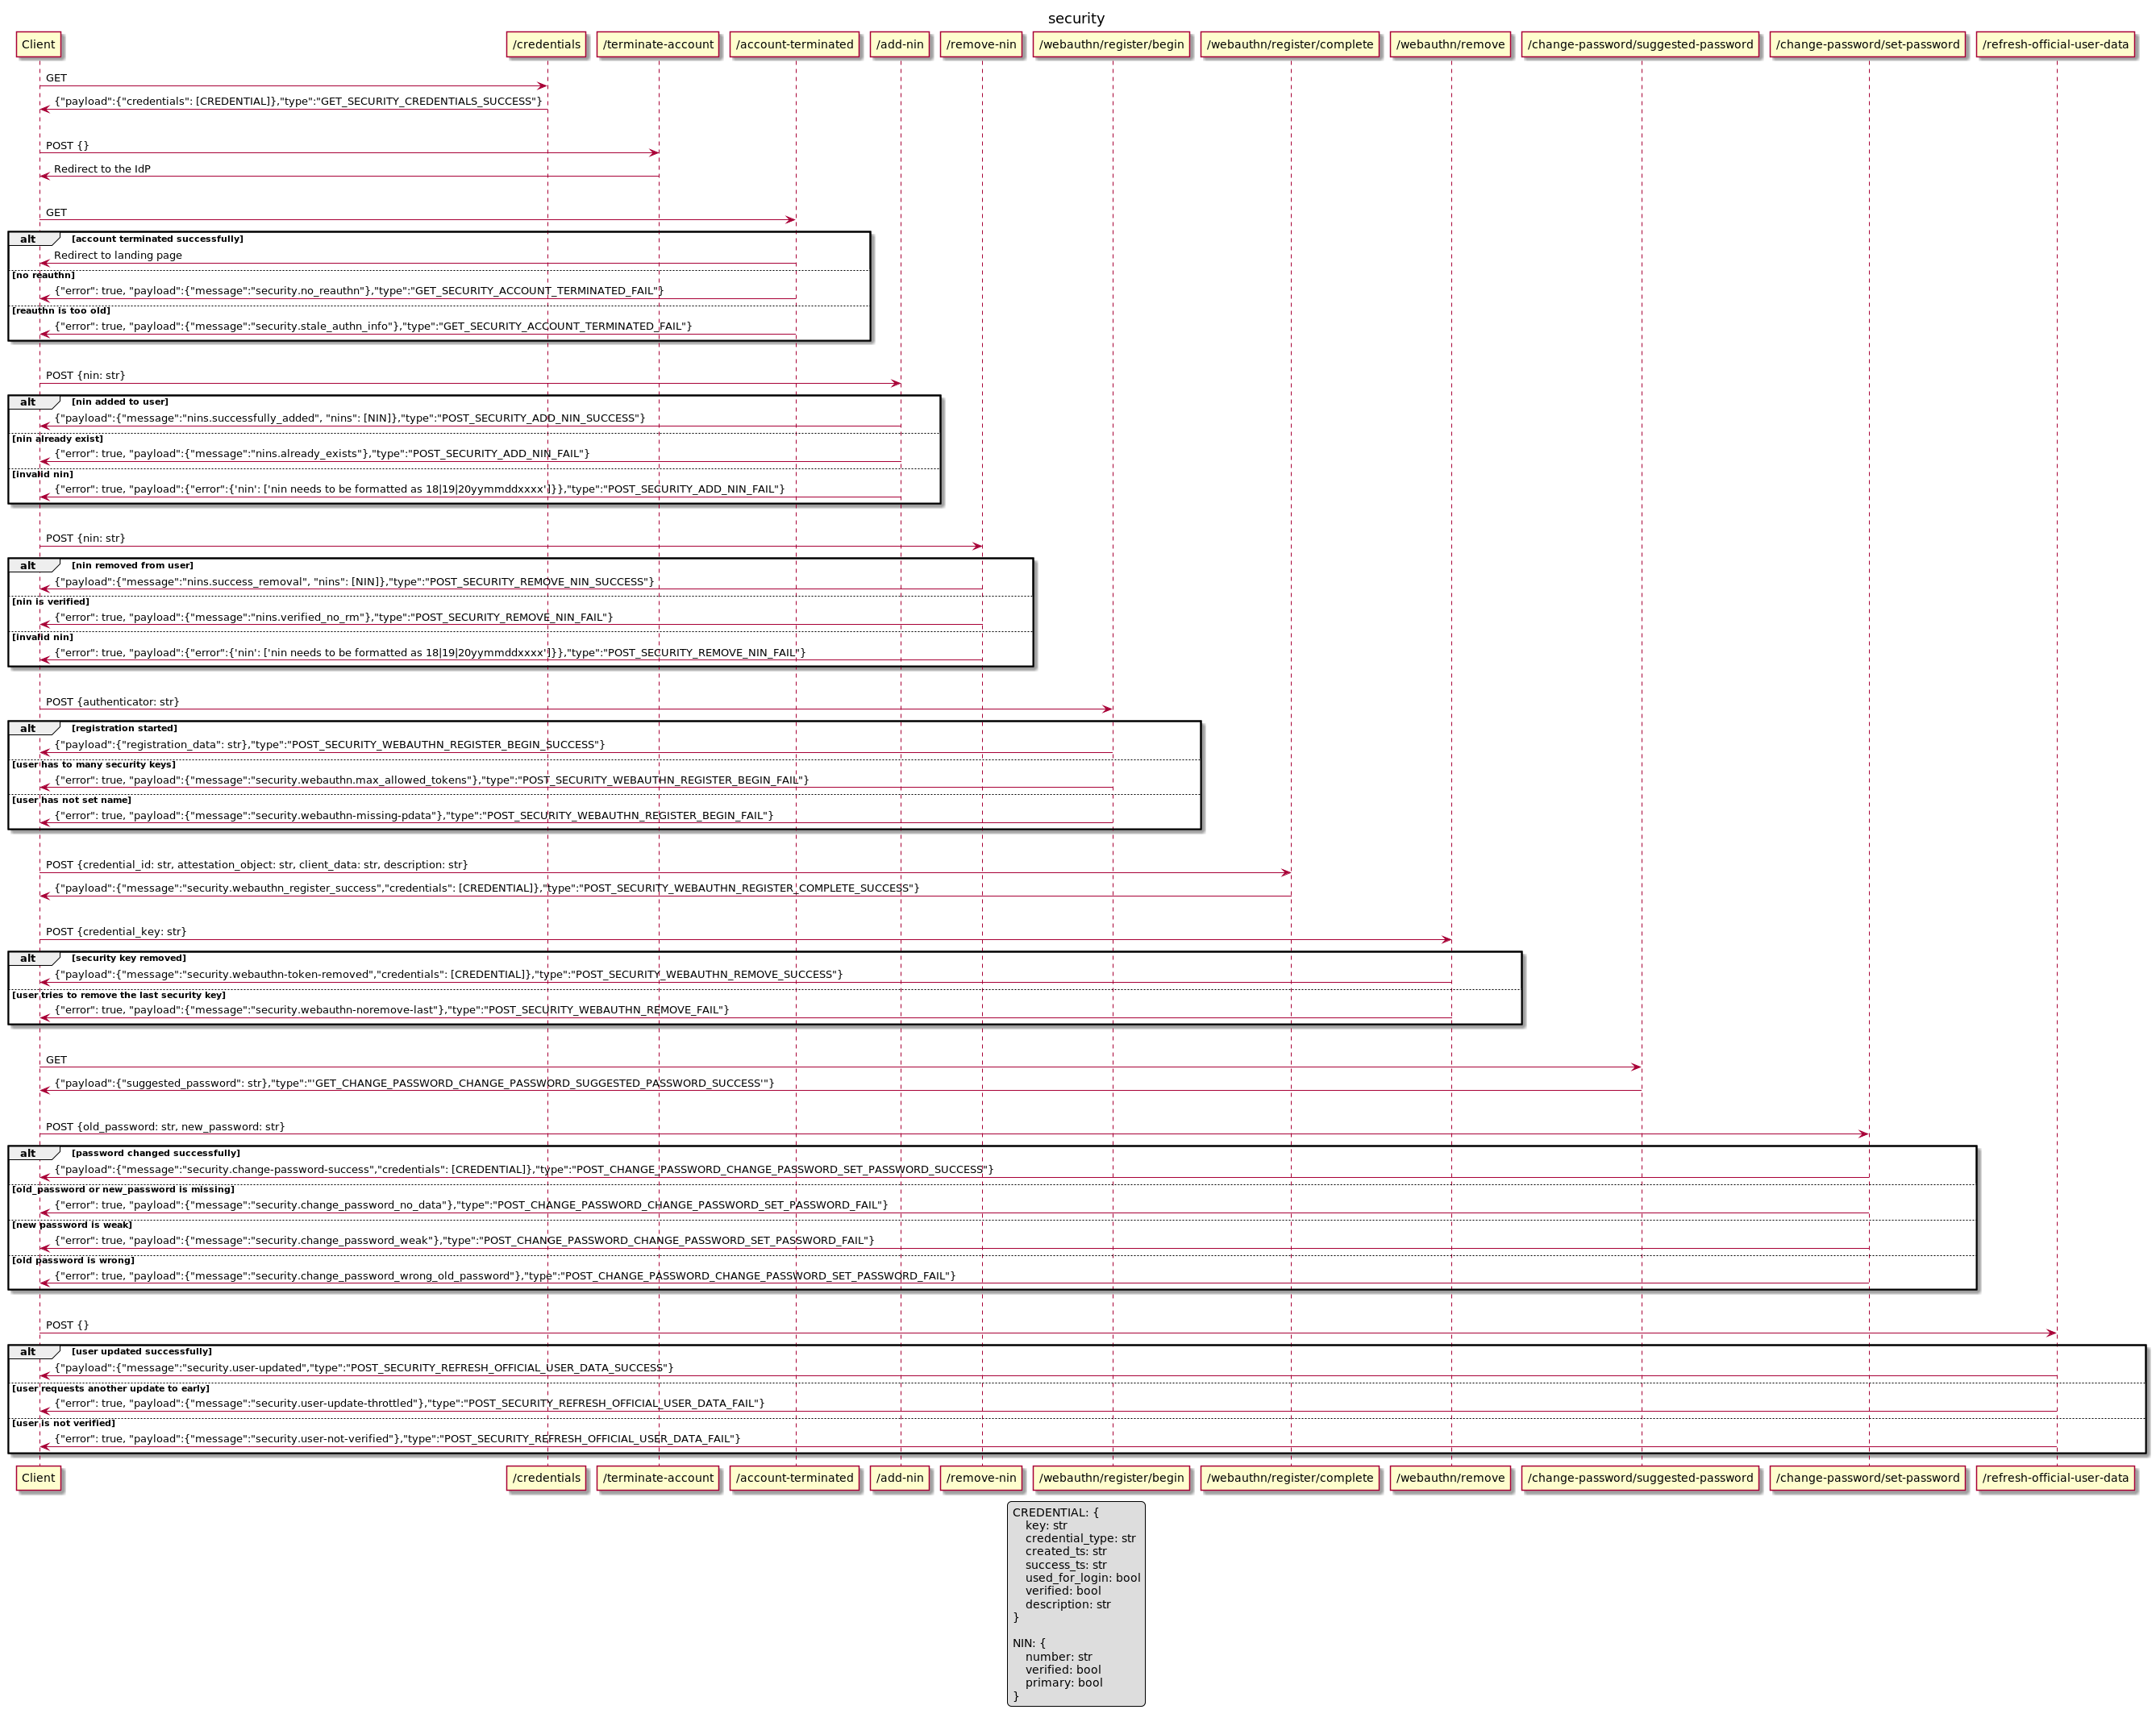 security
Client
/credentials
/terminate-account
/account-terminated
/add-nin
/remove-nin
/webauthn/register/begin
/webauthn/register/complete
/webauthn/remove
/change-password/suggested-password
/change-password/set-password
/refresh-official-user-data
GET
{"payload":{"credentials": [CREDENTIAL]},"type":"GET_SECURITY_CREDENTIALS_SUCCESS"}
POST {}
Redirect to the IdP
GET
alt [account terminated successfully]
Redirect to landing page
[no reauthn]
{"error": true, "payload":{"message":"security.no_reauthn"},"type":"GET_SECURITY_ACCOUNT_TERMINATED_FAIL"}
[reauthn is too old]
{"error": true, "payload":{"message":"security.stale_authn_info"},"type":"GET_SECURITY_ACCOUNT_TERMINATED_FAIL"}
POST {nin: str}
alt [nin added to user]
{"payload":{"message":"nins.successfully_added", "nins": [NIN]},"type":"POST_SECURITY_ADD_NIN_SUCCESS"}
[nin already exist]
{"error": true, "payload":{"message":"nins.already_exists"},"type":"POST_SECURITY_ADD_NIN_FAIL"}
[invalid nin]
{"error": true, "payload":{"error":{'nin': ['nin needs to be formatted as 18|19|20yymmddxxxx']}},"type":"POST_SECURITY_ADD_NIN_FAIL"}
POST {nin: str}
alt [nin removed from user]
{"payload":{"message":"nins.success_removal", "nins": [NIN]},"type":"POST_SECURITY_REMOVE_NIN_SUCCESS"}
[nin is verified]
{"error": true, "payload":{"message":"nins.verified_no_rm"},"type":"POST_SECURITY_REMOVE_NIN_FAIL"}
[invalid nin]
{"error": true, "payload":{"error":{'nin': ['nin needs to be formatted as 18|19|20yymmddxxxx']}},"type":"POST_SECURITY_REMOVE_NIN_FAIL"}
POST {authenticator: str}
alt [registration started]
{"payload":{"registration_data": str},"type":"POST_SECURITY_WEBAUTHN_REGISTER_BEGIN_SUCCESS"}
[user has to many security keys]
{"error": true, "payload":{"message":"security.webauthn.max_allowed_tokens"},"type":"POST_SECURITY_WEBAUTHN_REGISTER_BEGIN_FAIL"}
[user has not set name]
{"error": true, "payload":{"message":"security.webauthn-missing-pdata"},"type":"POST_SECURITY_WEBAUTHN_REGISTER_BEGIN_FAIL"}
POST {credential_id: str, attestation_object: str, client_data: str, description: str}
{"payload":{"message":"security.webauthn_register_success","credentials": [CREDENTIAL]},"type":"POST_SECURITY_WEBAUTHN_REGISTER_COMPLETE_SUCCESS"}
POST {credential_key: str}
alt [security key removed]
{"payload":{"message":"security.webauthn-token-removed","credentials": [CREDENTIAL]},"type":"POST_SECURITY_WEBAUTHN_REMOVE_SUCCESS"}
[user tries to remove the last security key]
{"error": true, "payload":{"message":"security.webauthn-noremove-last"},"type":"POST_SECURITY_WEBAUTHN_REMOVE_FAIL"}
GET
{"payload":{"suggested_password": str},"type":"'GET_CHANGE_PASSWORD_CHANGE_PASSWORD_SUGGESTED_PASSWORD_SUCCESS'"}
POST {old_password: str, new_password: str}
alt [password changed successfully]
{"payload":{"message":"security.change-password-success","credentials": [CREDENTIAL]},"type":"POST_CHANGE_PASSWORD_CHANGE_PASSWORD_SET_PASSWORD_SUCCESS"}
[old_password or new_password is missing]
{"error": true, "payload":{"message":"security.change_password_no_data"},"type":"POST_CHANGE_PASSWORD_CHANGE_PASSWORD_SET_PASSWORD_FAIL"}
[new password is weak]
{"error": true, "payload":{"message":"security.change_password_weak"},"type":"POST_CHANGE_PASSWORD_CHANGE_PASSWORD_SET_PASSWORD_FAIL"}
[old password is wrong]
{"error": true, "payload":{"message":"security.change_password_wrong_old_password"},"type":"POST_CHANGE_PASSWORD_CHANGE_PASSWORD_SET_PASSWORD_FAIL"}
POST {}
alt [user updated successfully]
{"payload":{"message":"security.user-updated","type":"POST_SECURITY_REFRESH_OFFICIAL_USER_DATA_SUCCESS"}
[user requests another update to early]
{"error": true, "payload":{"message":"security.user-update-throttled"},"type":"POST_SECURITY_REFRESH_OFFICIAL_USER_DATA_FAIL"}
[user is not verified]
{"error": true, "payload":{"message":"security.user-not-verified"},"type":"POST_SECURITY_REFRESH_OFFICIAL_USER_DATA_FAIL"}
Client
/credentials
/terminate-account
/account-terminated
/add-nin
/remove-nin
/webauthn/register/begin
/webauthn/register/complete
/webauthn/remove
/change-password/suggested-password
/change-password/set-password
/refresh-official-user-data
CREDENTIAL: {
key: str
credential_type: str
created_ts: str
success_ts: str
used_for_login: bool
verified: bool
description: str
}
NIN: {
number: str
verified: bool
primary: bool
}